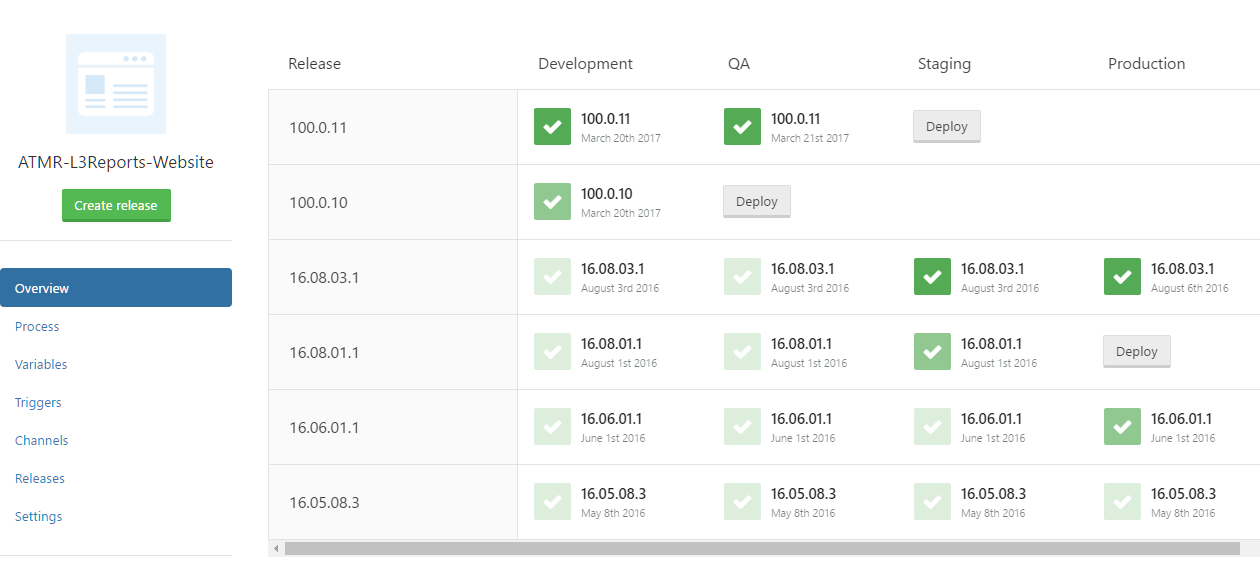 ATMR-L3Reports-Website
Create release
Overview
Process
Variables
Triggers
Channels
Releases
Settings
Release Development QA Staging Production
100.0.11 100.0.11 100.0.11 Deploy
March 20th 2017 March 21st 2017
100.0.10 100.0.10 Deploy
March 20th 2017
16.08.03.1 16.08.03.1 16.08.03.1 16.08.03.1 16.08.03.1
August 3rd 2016 August 3rd 2016 August 3rd 2016 August 6th 2016
16.08.01.1 16.08.01.1 16.08.01.1 16.08.01.1 Deploy
August 1st 2016 August 1st 2016 August 1st 2016
16.06.01.1 16.06.01.1 16.06.01.1 16.06.01.1 16.06.01.1
June 1st 2016 June 1st 2016 June 1st 2016 June 1st 2016
16.05.08.3 16.05.08.3 16.05.08.3 16.05.08.3 16.05.08.3
May 8th 2016 May 8th 2016 May 8th 2016 May 8th 2016